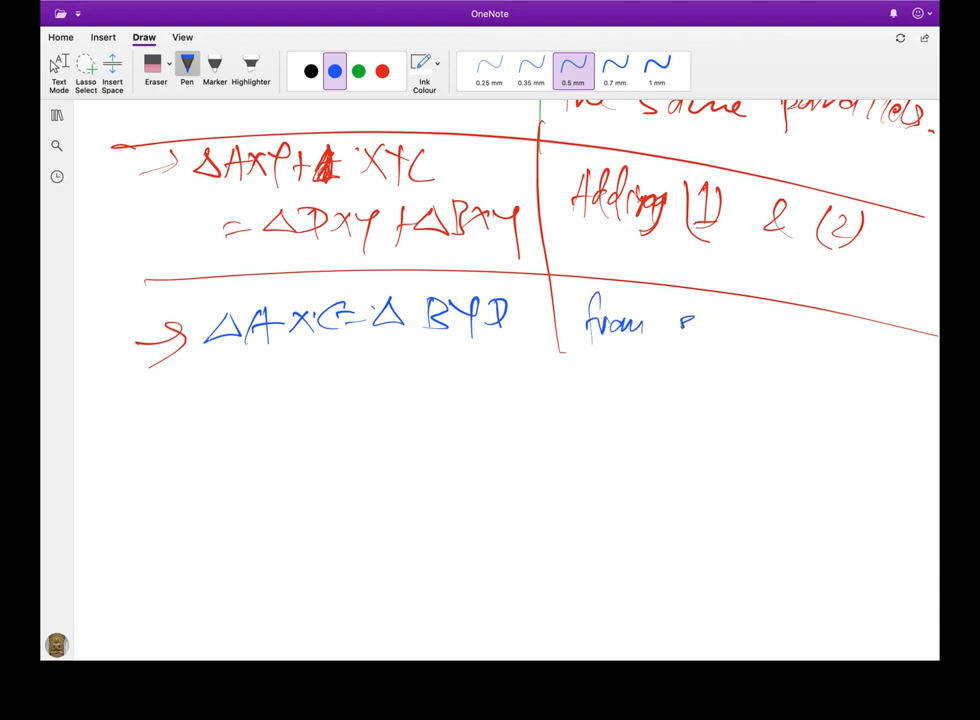 OneNote
Home Insert Draw View
Text Mode Lasso Select Insert Space Eraser Pen Marker Highlighter Ink Colour 0.25 mm 0.35 mm 0.5 mm 0.7 mm 1 mm
the same parallels.
→ ΔAXY + XYC
= ΔDXY + ΔBXY
Adding (1) & (2)
→ ΔAXC = Δ BYD
from